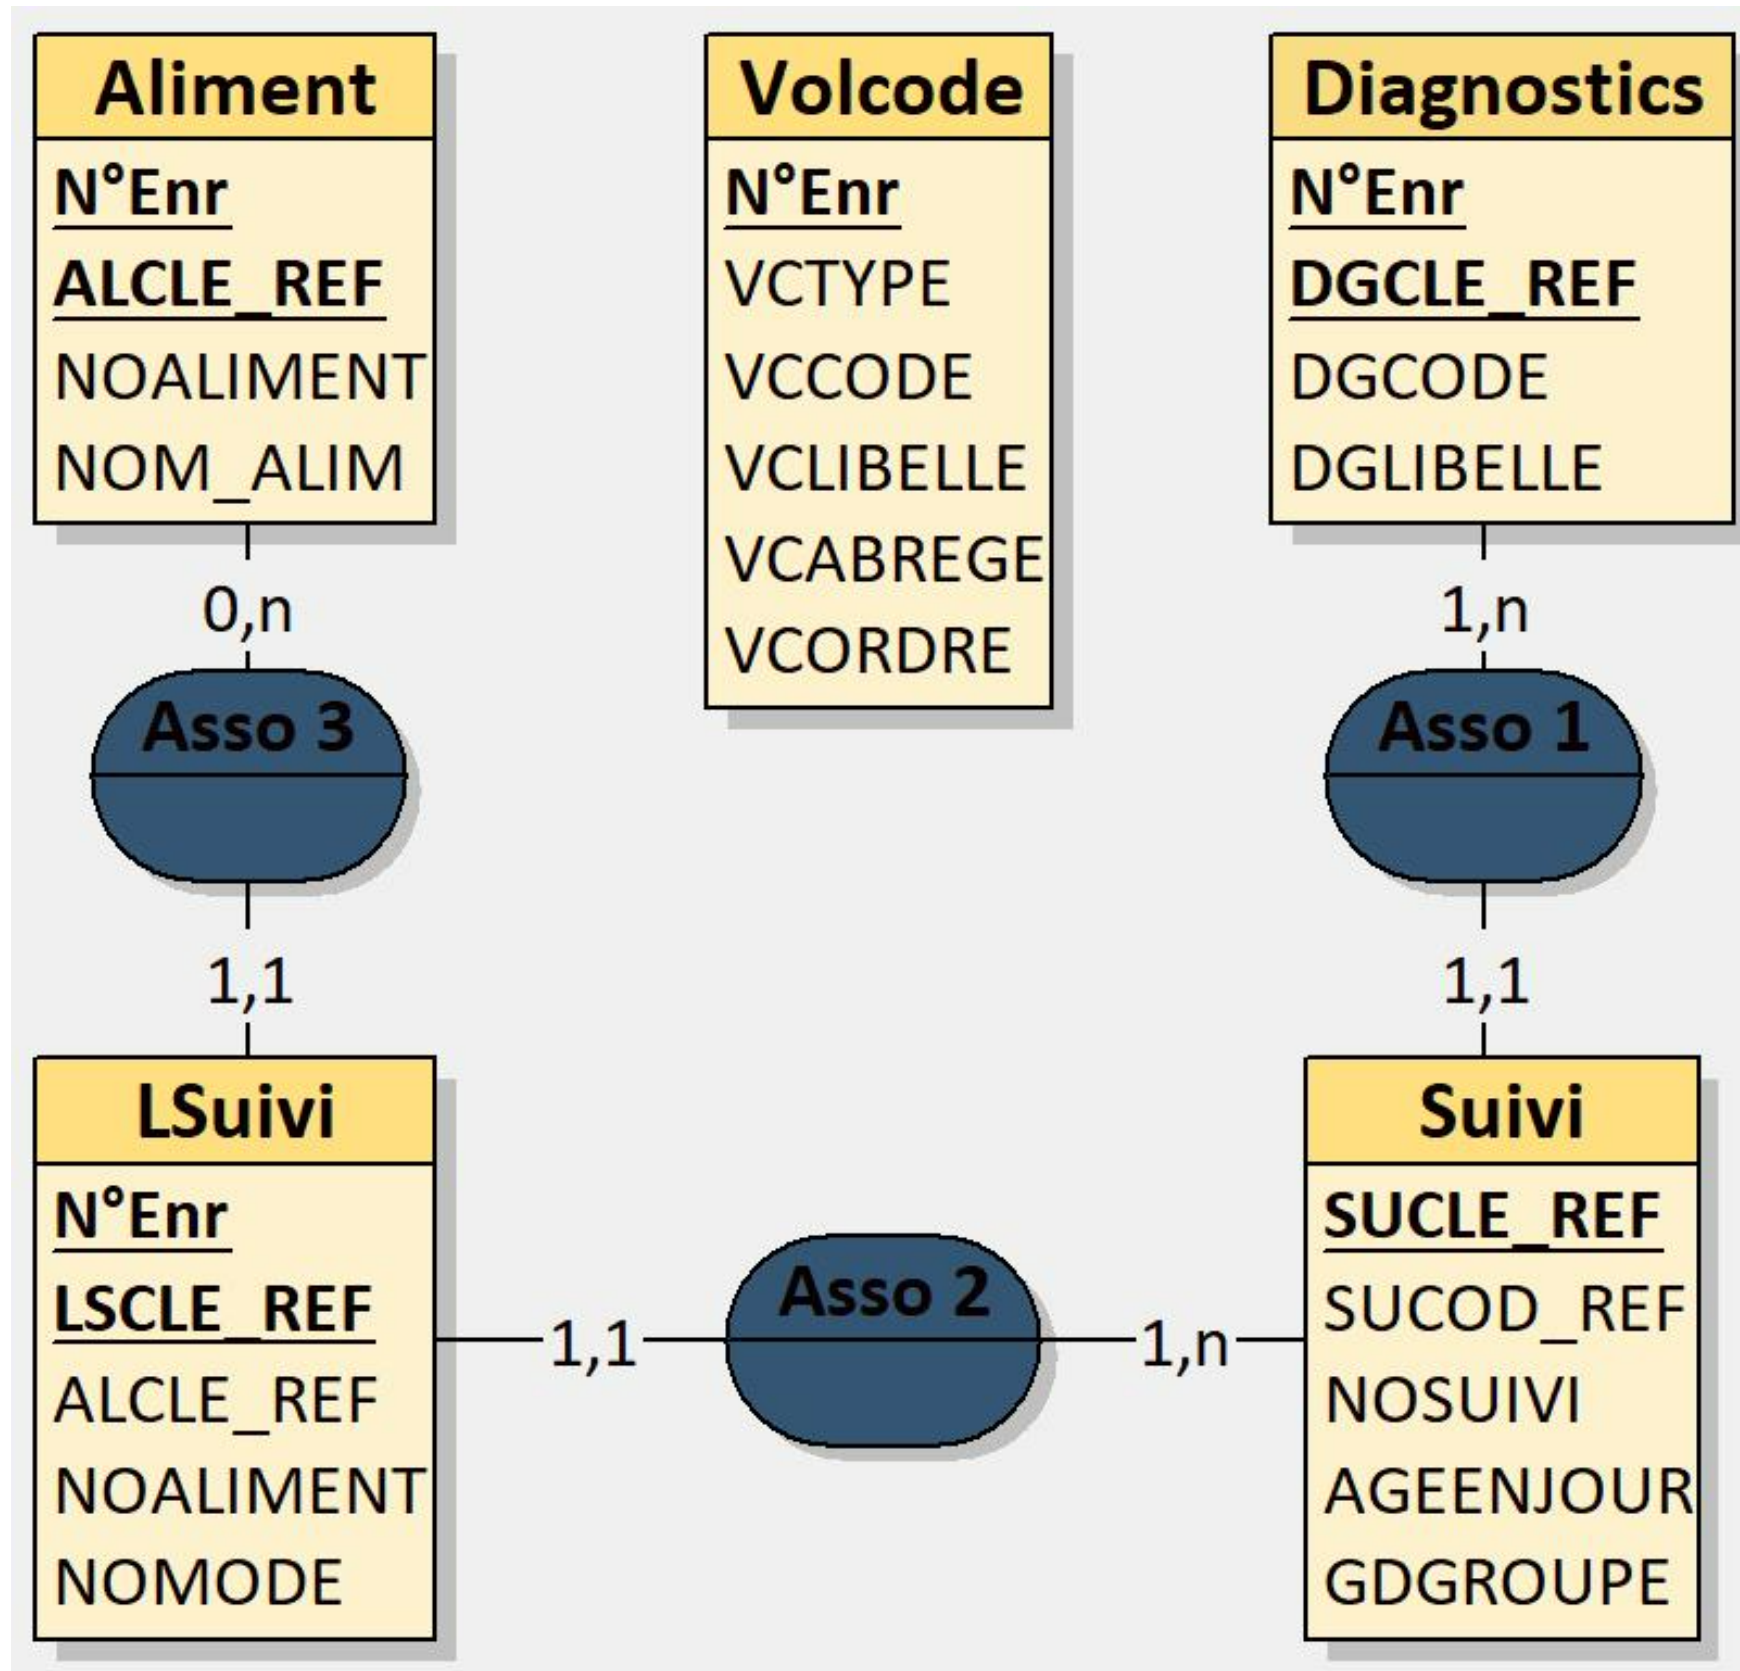 Aliment
N°Enr
ALCLE_REF
NOALIMENT
NOM_ALIM
Volcode
N°Enr
VCTYPE
VCCODE
VCLIBELLE
VCABREGE
VCORDRE
Diagnostics
N°Enr
DGCLE_REF
DGCODE
DGLIBELLE
0,n
Asso 3
1,1
1,n
Asso 1
1,1
LSuivi
N°Enr
LSCLE_REF
ALCLE_REF
NOALIMENT
NOMODE
1,1
Asso 2
1,n
Suivi
SUCLE_REF
SUCOD_REF
NOSUIVI
AGEENJOUR
GDGROUPE